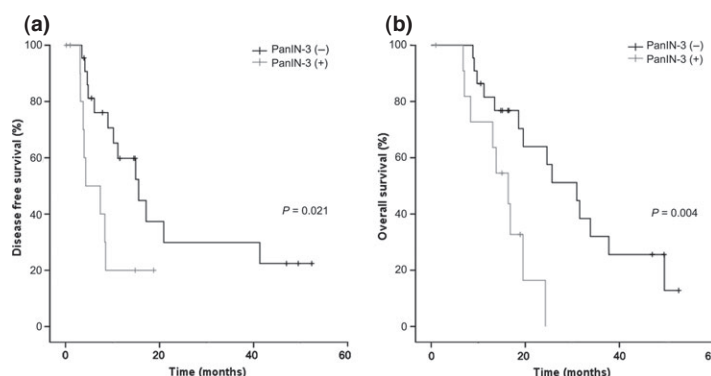 (a)
100
80
60
40
20
0
Disease free survival (%)
PanIN-3 (–)
PanIN-3 (+)
P = 0.021
0
20
40
60
Time (months)
(b)
100
80
60
40
20
0
Overall survival (%)
PanIN-3 (–)
PanIN-3 (+)
P = 0.004
0
20
40
60
Time (months)